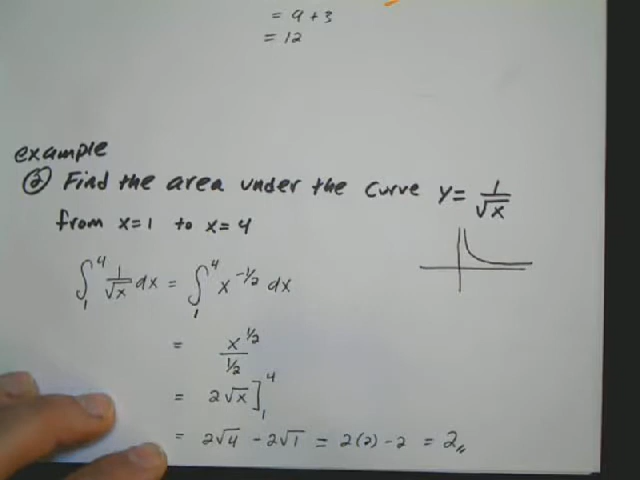 = 9 + 3
= 12
example
② Find the area under the curve y = 1/√x
from x=1 to x=4
∫₁⁴ 1/√x dx = ∫₁⁴ x^(-1/2) dx
= x^(1/2) / (1/2)
= 2√x ]₁⁴
= 2√4 - 2√1 = 2(2) - 2 = 2,,